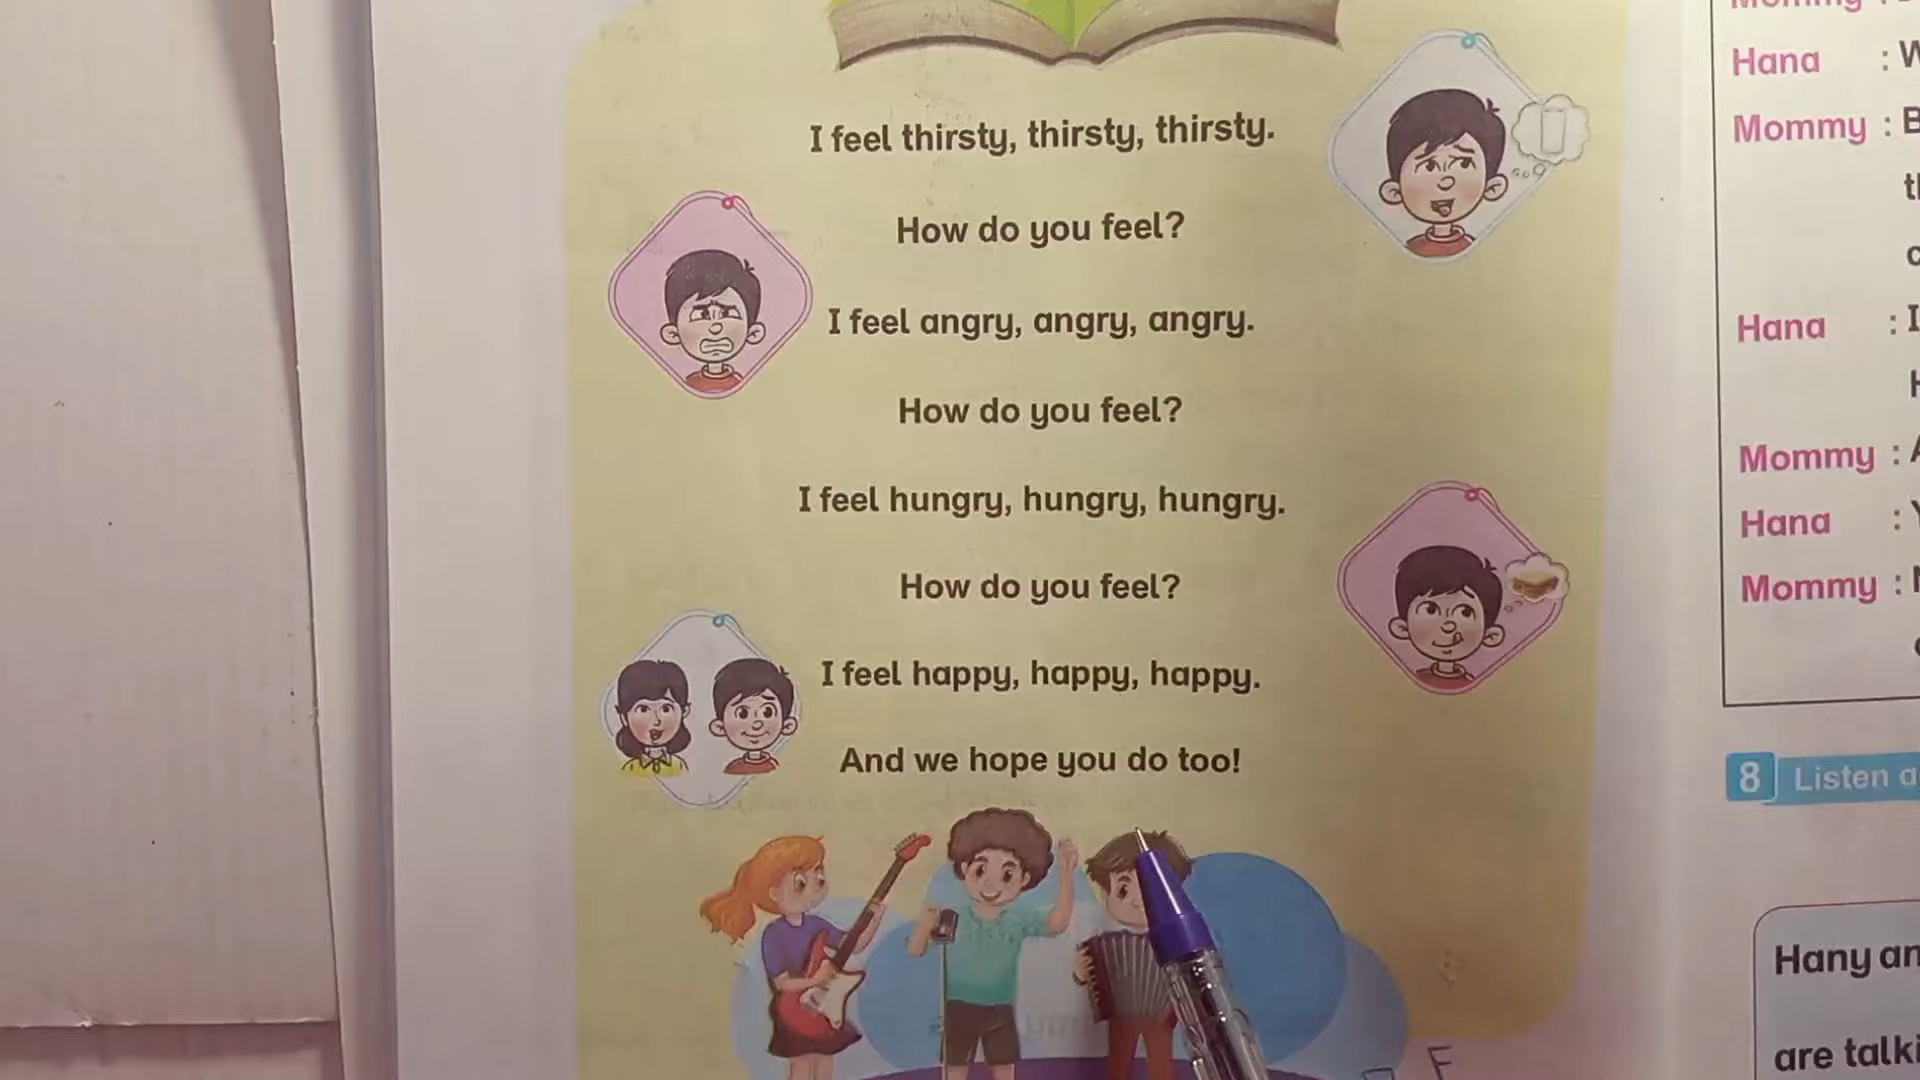 I feel thirsty, thirsty, thirsty.
How do you feel?
I feel angry, angry, angry.
How do you feel?
I feel hungry, hungry, hungry.
How do you feel?
I feel happy, happy, happy.
And we hope you do too!
Hana :
Mommy :
Hana : I
Mommy :
Hana :
Mommy :
8 Listen
Hany
are